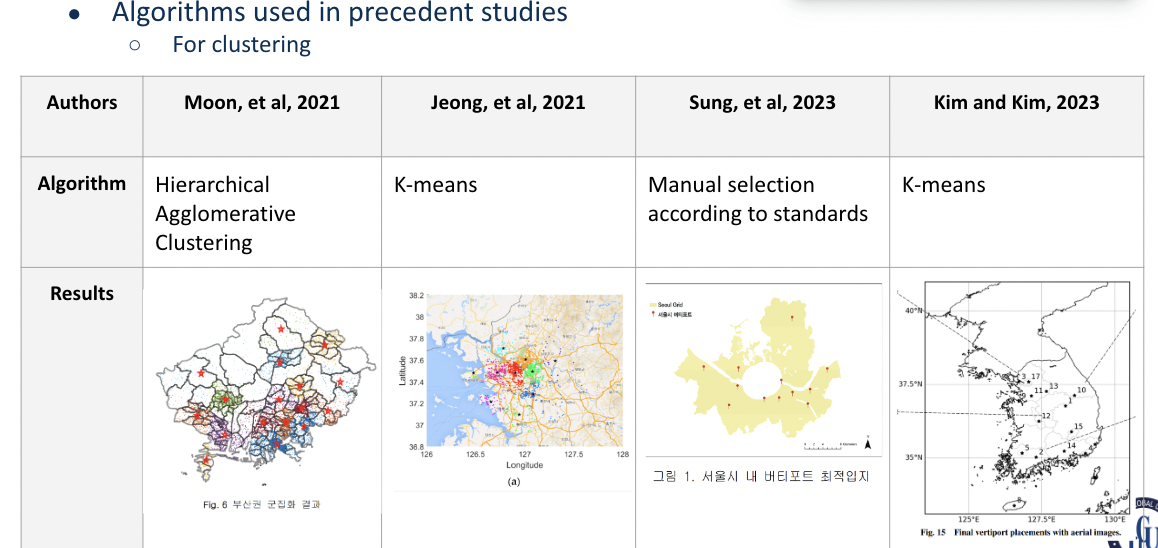 ● Algorithms used in precedent studies
○ For clustering
Authors
Moon, et al, 2021
Jeong, et al, 2021
Sung, et al, 2023
Kim and Kim, 2023
Algorithm
Hierarchical
Agglomerative
Clustering
K-means
Manual selection
according to standards
K-means
Results
Fig. 6 부산권 군집화 결과
38.2
38
37.8
37.6
37.4
37.2
37
36.8
Latitude
126
126.5
127
127.5
128
Longitude
(a)
Seoul Grid
서울시 버티포트
그림 1. 서울시 내 버티포트 최적입지
40°N
37.5°N
35°N
3 17
11 13
10
12
15
14
5
8
125°E
127.5°E
130°E
Fig. 15 Final vertiport placements with aerial images.